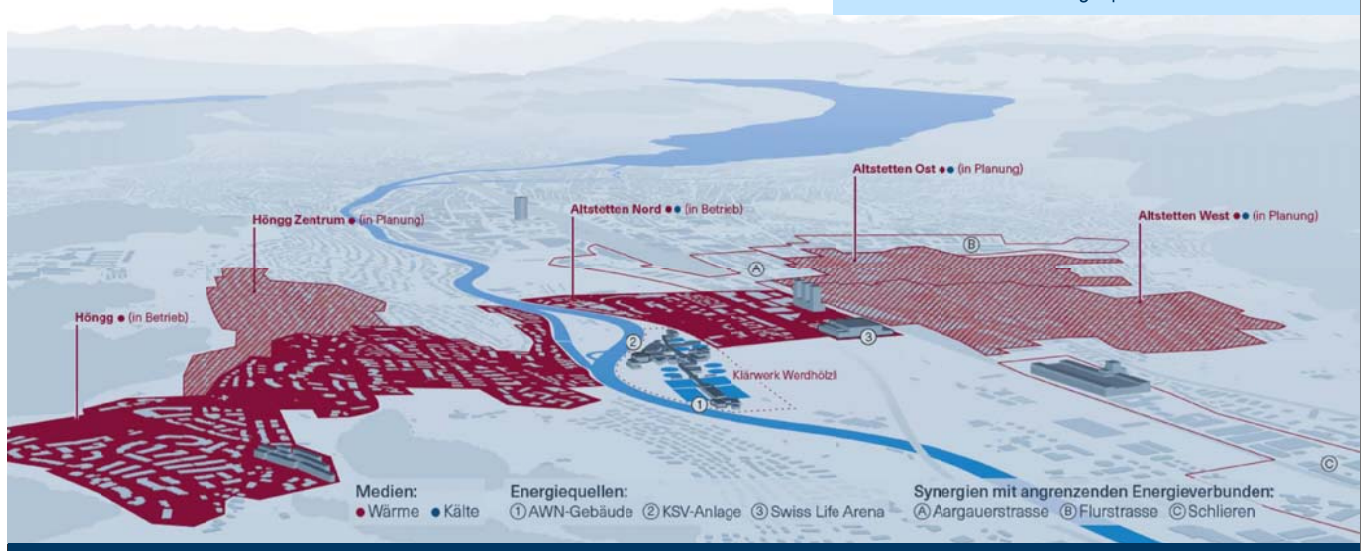 Altstetten Ost ♦● (in Planung)
Höngg Zentrum ● (in Planung)
Altstetten Nord ●● (in Betrieb)
Altstetten West ●● (in Planung)
B
A
Höngg ● (in Betrieb)
2
3
Klärwerk Werdhölzli
1
C
Medien:
● Wärme ● Kälte
Energiequellen:
① AWN-Gebäude ② KSV-Anlage ③ Swiss Life Arena
Synergien mit angrenzenden Energieverbunden:
Ⓐ Aargauerstrasse Ⓑ Flurstrasse Ⓒ Schlieren